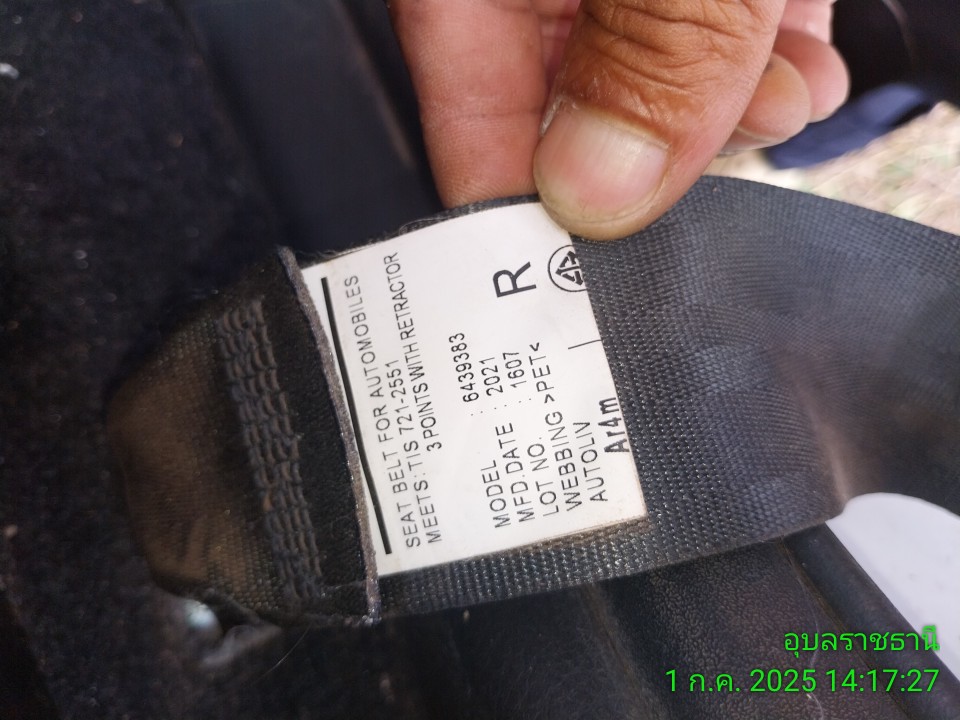 SEAT BELT FOR AUTOMOBILES
MEETS: TIS 721-2551
3 POINTS WITH RETRACTOR
R
MODEL : 6439383
MFD.DATE : 2021
LOT NO. : 1607
WEBBING >PET<
AUTOLIV
Ar4m
อุบลราชธานี
1 ก.ค. 2025 14:17:27